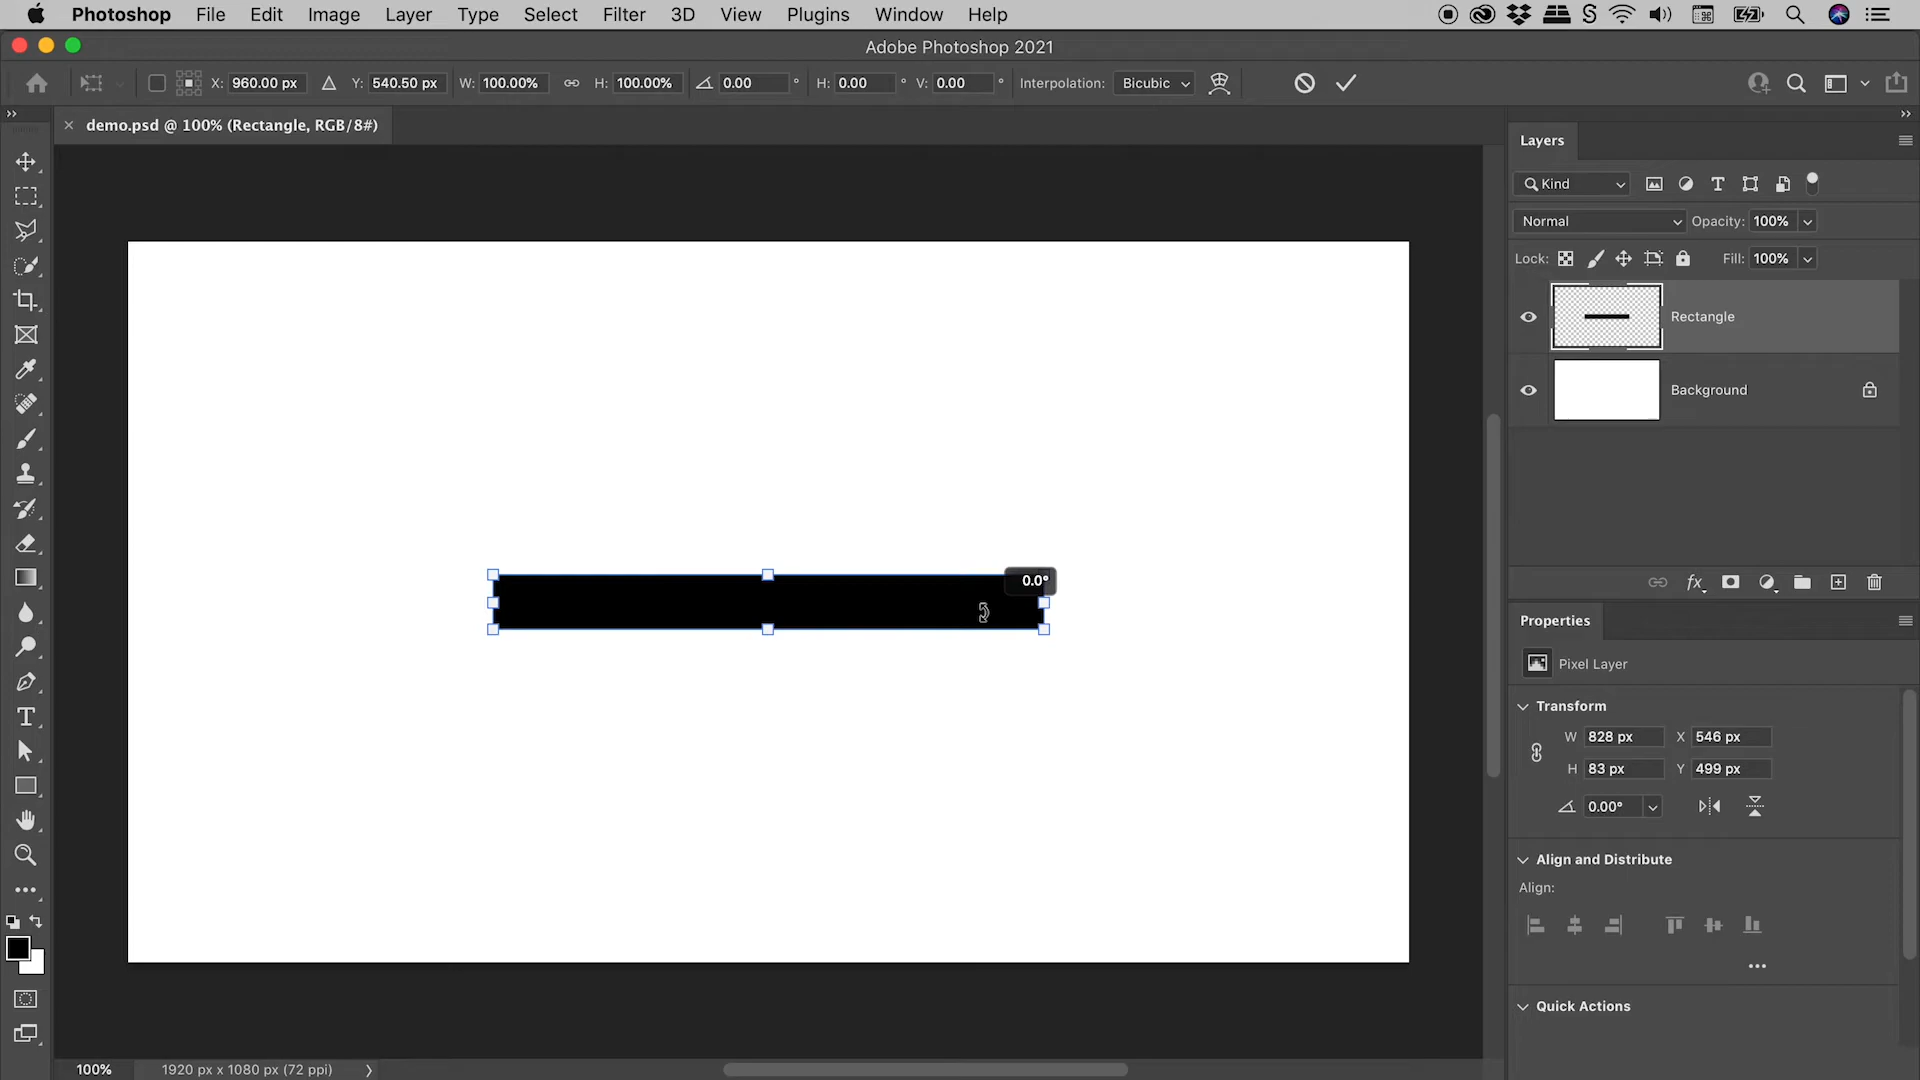 Photoshop File Edit Image Layer Type Select Filter 3D View Plugins Window Help
Adobe Photoshop 2021
X: 960.00 px Y: 540.50 px W: 100.00% H: 100.00% 0.00 ° H: 0.00 ° V: 0.00 ° Interpolation: Bicubic
demo.psd @ 100% (Rectangle, RGB/8#)
0.0°
100% 1920 px x 1080 px (72 ppi)
Layers
Kind
Normal Opacity: 100%
Lock: Fill: 100%
Rectangle
Background
fx
Properties
Pixel Layer
Transform
W 828 px X 546 px
H 83 px Y 499 px
0.00°
Align and Distribute
Align:
Quick Actions